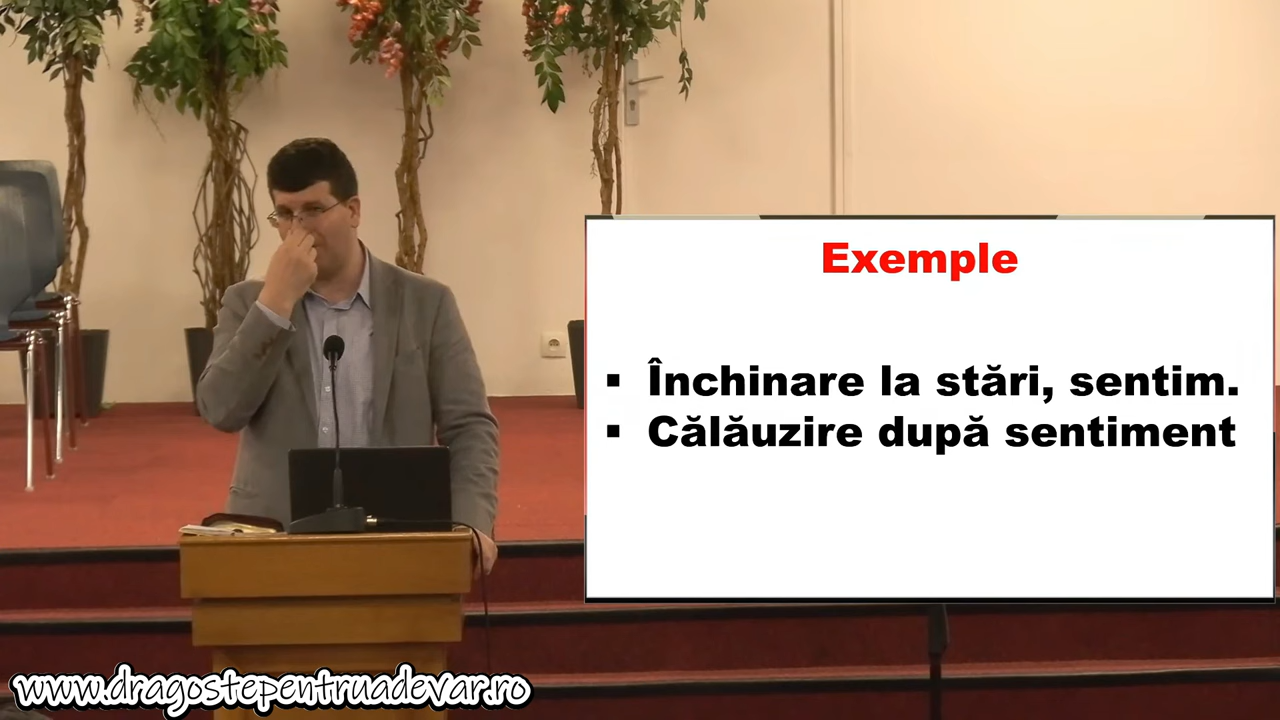 Exemple
▪ Închinare la stări, sentim.
▪ Călăuzire după sentiment
www.dragostepentruadevar.ro